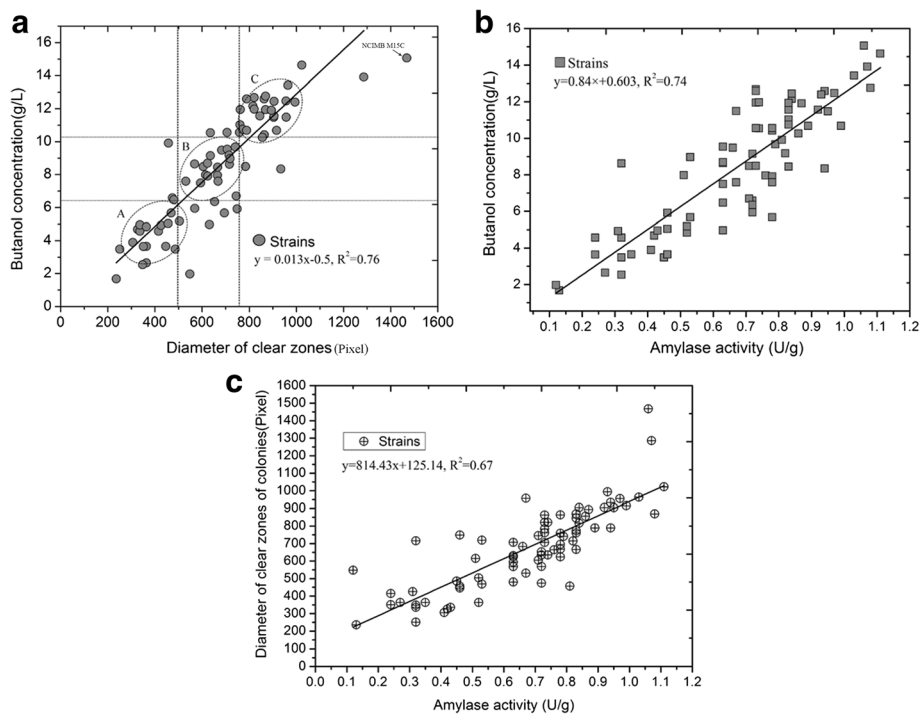 a
Butanol concentration(g/L)
16
14
12
10
8
6
4
2
0
NCIMB M15C
C
B
A
Strains
y = 0.013x-0.5, R²=0.76
0 200 400 600 800 1000 1200 1400 1600
Diameter of clear zones (Pixel)
b
Butanol concentration(g/L)
16
14
12
10
8
6
4
2
Strains
y=0.84×+0.603, R²=0.74
0.1 0.2 0.3 0.4 0.5 0.6 0.7 0.8 0.9 1.0 1.1 1.2
Amylase activity (U/g)
c
Diameter of clear zones of colonies(Pixel)
1600
1500
1400
1300
1200
1100
1000
900
800
700
600
500
400
300
200
100
0
Strains
y=814.43x+125.14, R²=0.67
0.0 0.1 0.2 0.3 0.4 0.5 0.6 0.7 0.8 0.9 1.0 1.1 1.2
Amylase activity (U/g)